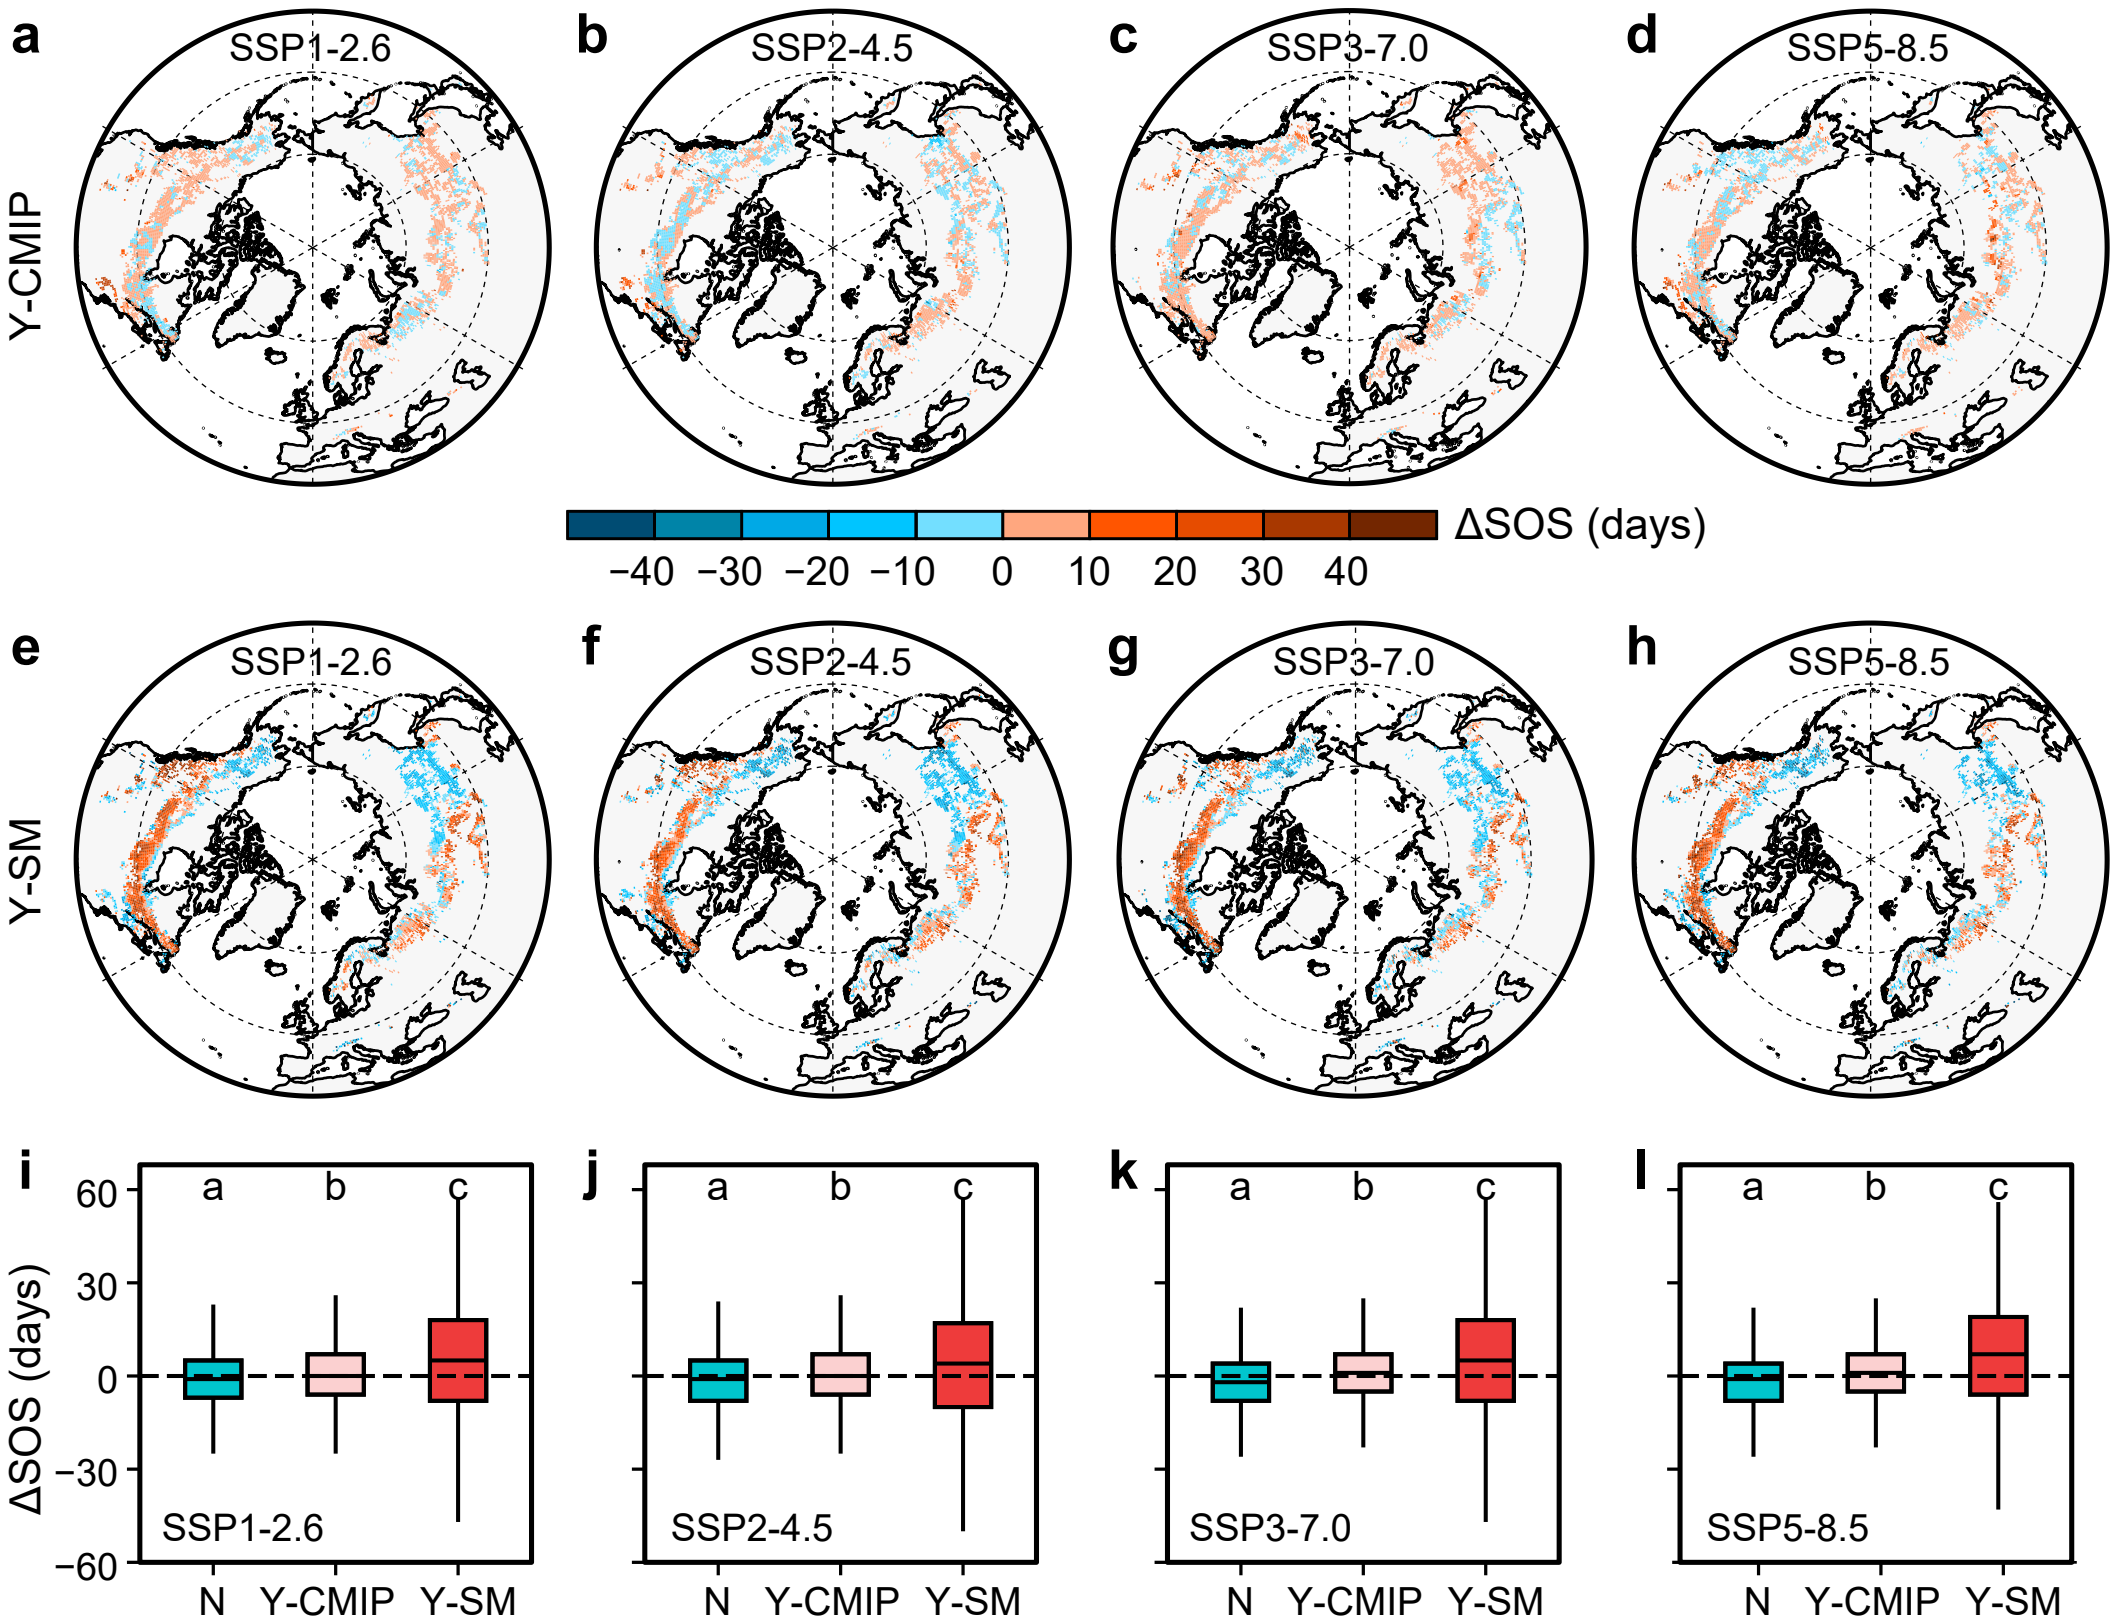 a b c d
SSP1-2.6 SSP2-4.5 SSP3-7.0 SSP5-8.5
Y-CMIP
ΔSOS (days)
−40 −30 −20 −10 0 10 20 30 40
e f g h
SSP1-2.6 SSP2-4.5 SSP3-7.0 SSP5-8.5
Y-SM
i j k l
a b c a b c a b c a b c
60
30
0
−30
−60
ΔSOS (days)
SSP1-2.6 SSP2-4.5 SSP3-7.0 SSP5-8.5
N Y-CMIP Y-SM N Y-CMIP Y-SM N Y-CMIP Y-SM N Y-CMIP Y-SM